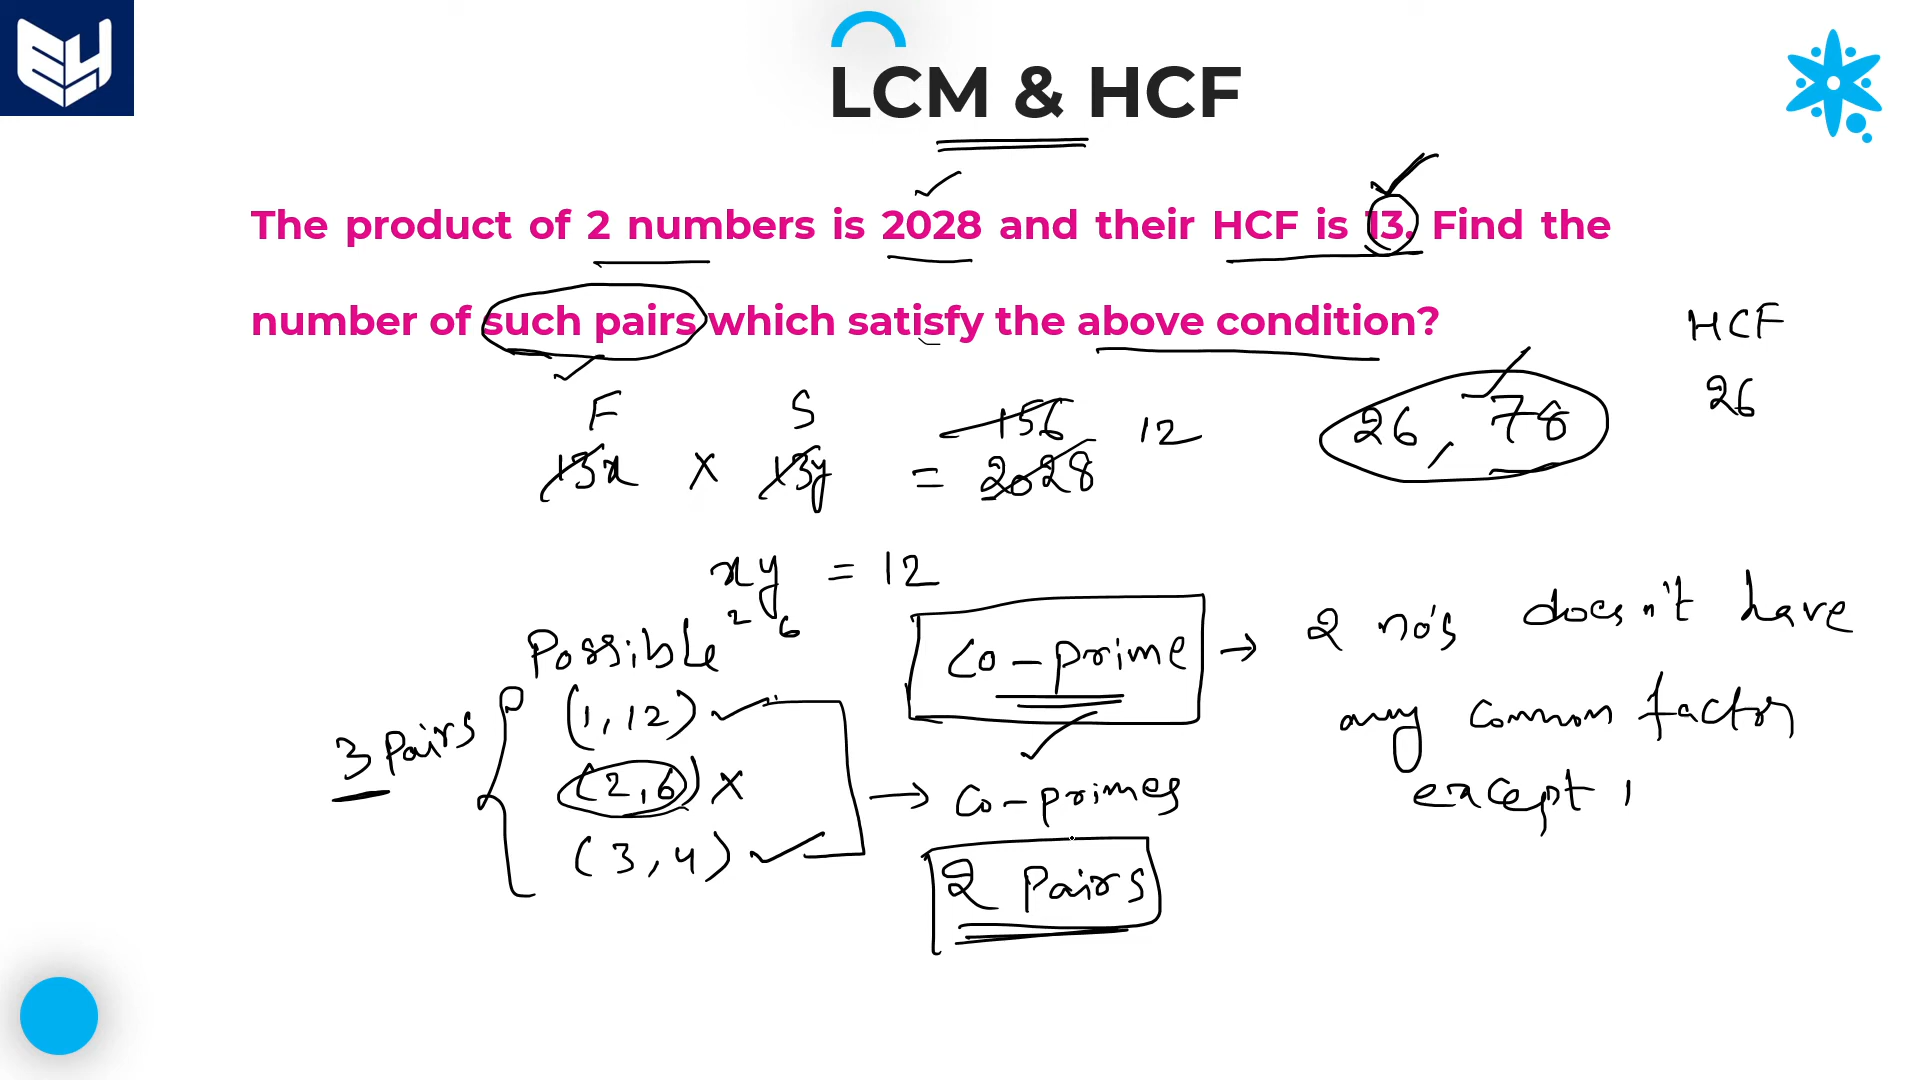 LCM & HCF
The product of 2 numbers is 2028 and their HCF is 13. Find the
number of such pairs which satisfy the above condition?
HCF
26
26, 78
F S
156 12
13x × 13y = 2028
xy = 12
2 6
Possible
(1, 12)
(2, 6) ×
(3, 4)
3 Pairs
Co-prime → 2 no's doesn't have
any common factor
except 1
→ Co-primes
2 Pairs